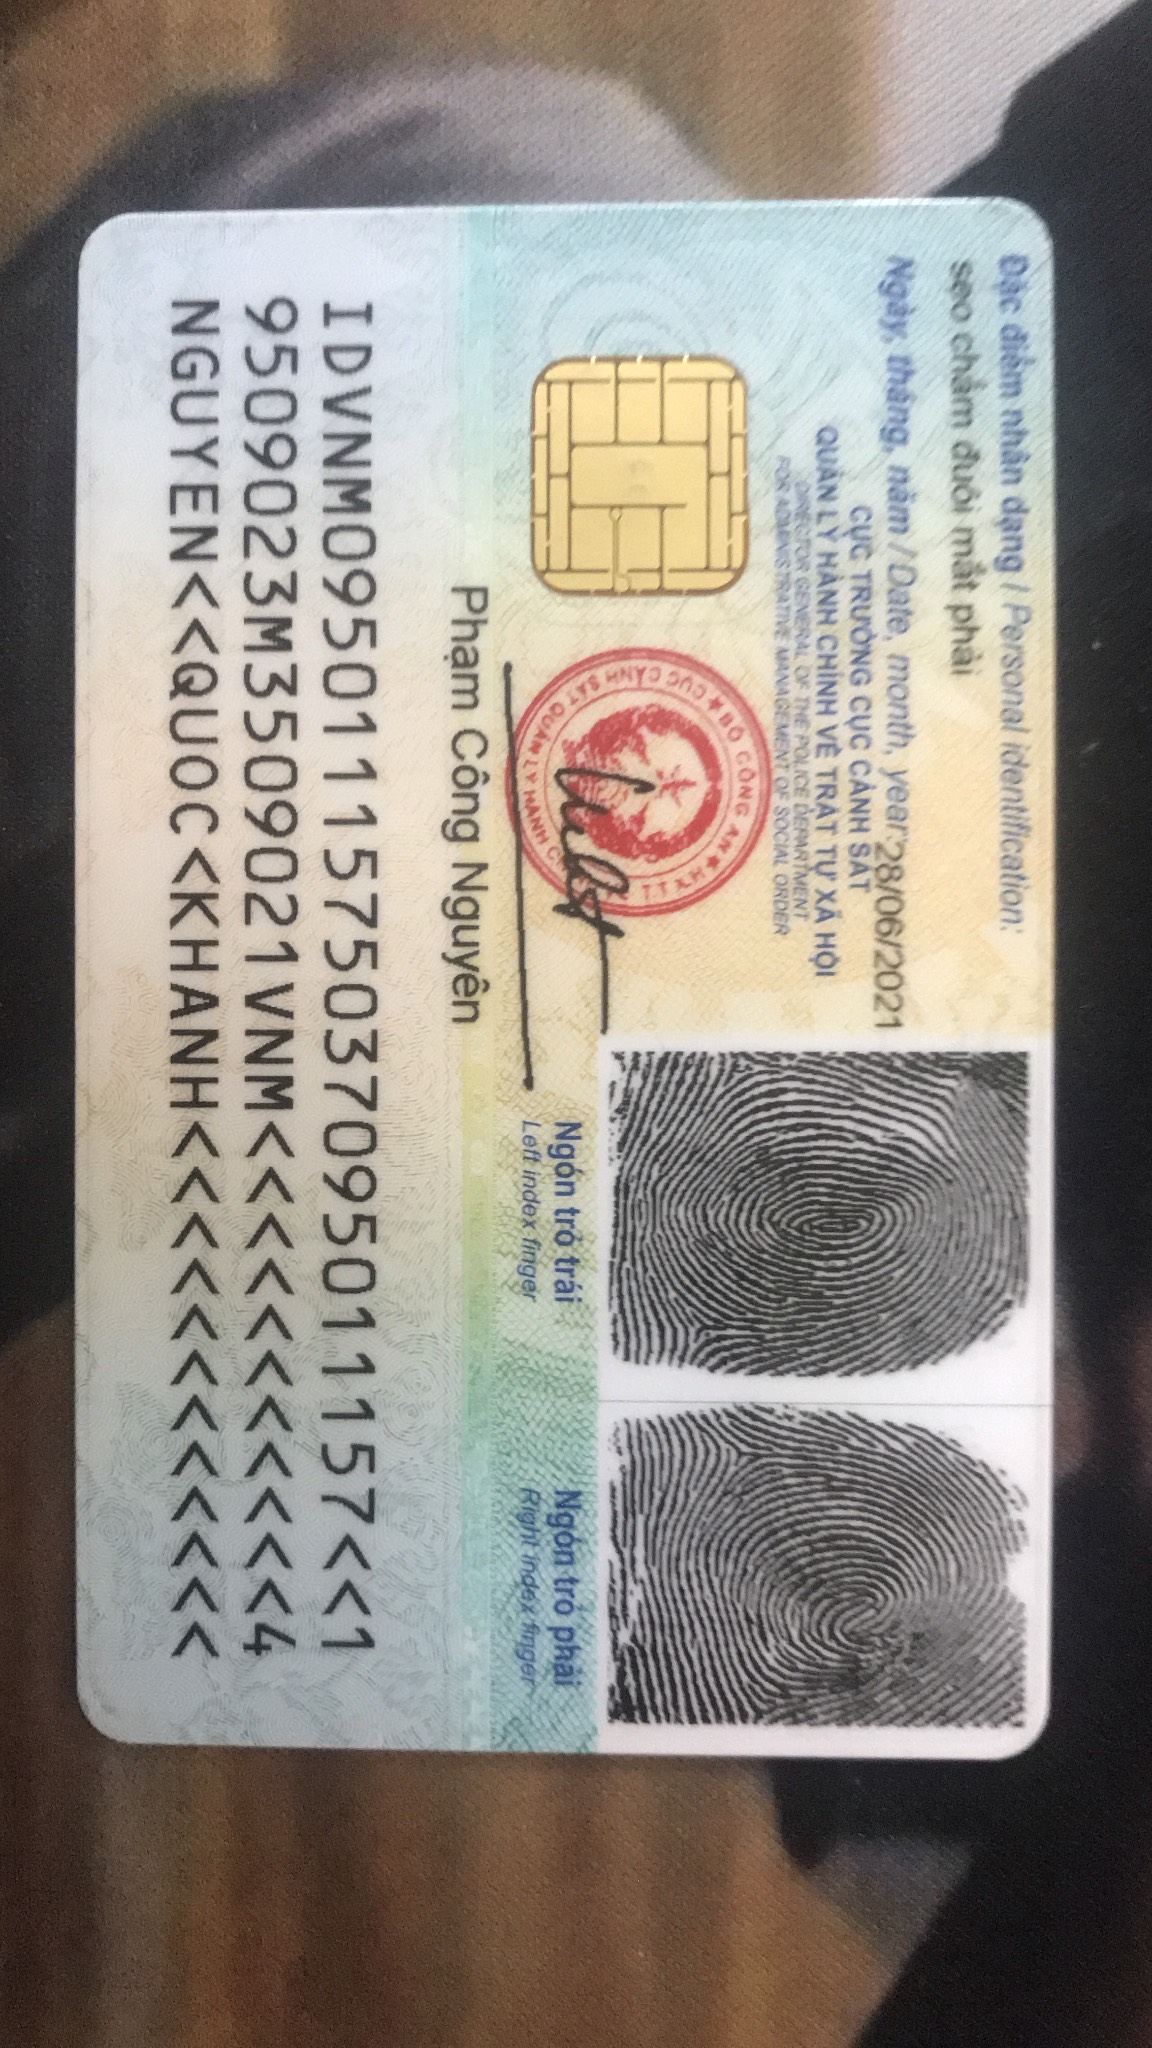 Đặc điểm nhân dạng / Personal identification:
sẹo chấm đuôi mắt phải
Ngày, tháng, năm / Date, month, year: 28/06/2021
CỤC TRƯỞNG CỤC CẢNH SÁT
QUẢN LÝ HÀNH CHÍNH VỀ TRẬT TỰ XÃ HỘI
DIRECTOR GENERAL OF THE POLICE DEPARTMENT
FOR ADMINISTRATIVE MANAGEMENT OF SOCIAL ORDER
BỘ CÔNG AN
CỤC CẢNH SÁT QUẢN LÝ HÀNH
T.T.X.H
Phạm Công Nguyên
Ngón trỏ trái
Left index finger
Ngón trỏ phải
Right index finger
IDVNM0950111575037095011157<<1
9509023M3509021VNM<<<<<<<<<<<4
NGUYEN<<QUOC<KHANH<<<<<<<<<<<<